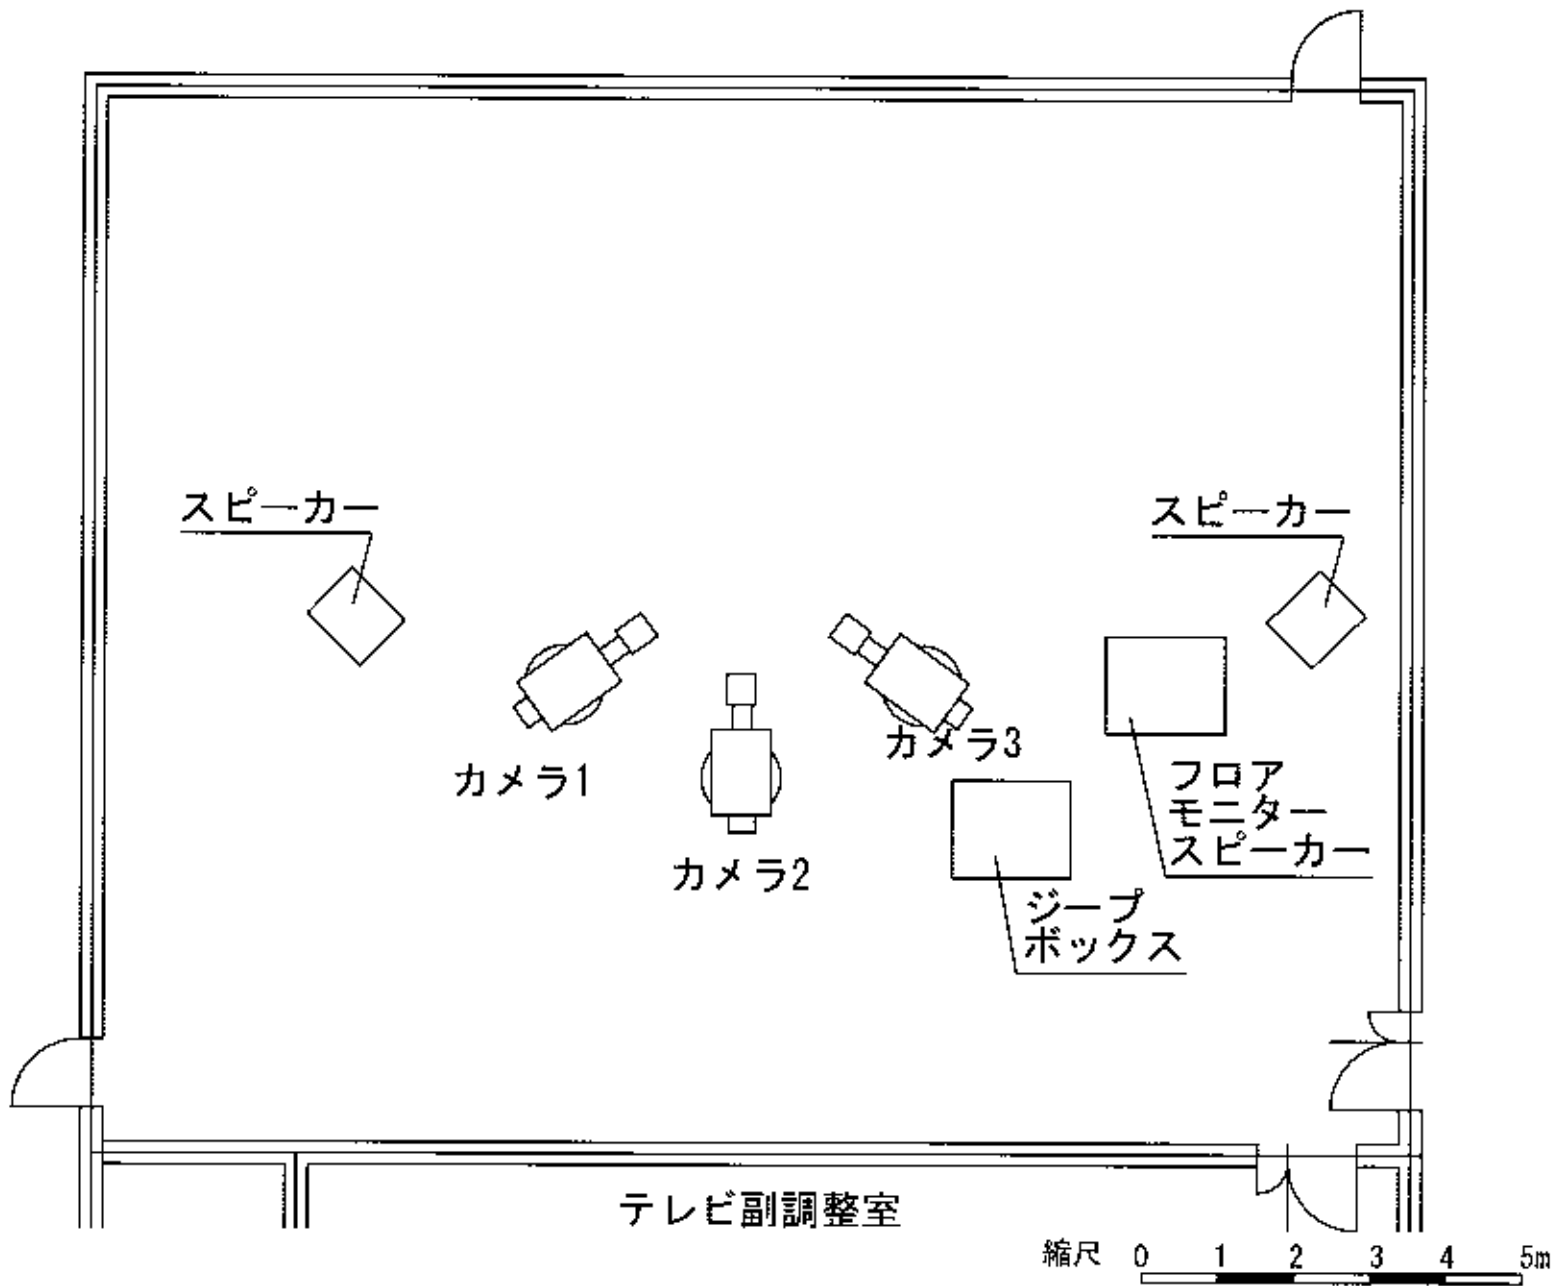 スピーカー
スピーカー
カメラ1
カメラ2
カメラ3
フロア
モニター
スピーカー
ジープ
ボックス
テレビ副調整室
縮尺 0 1 2 3 4 5m